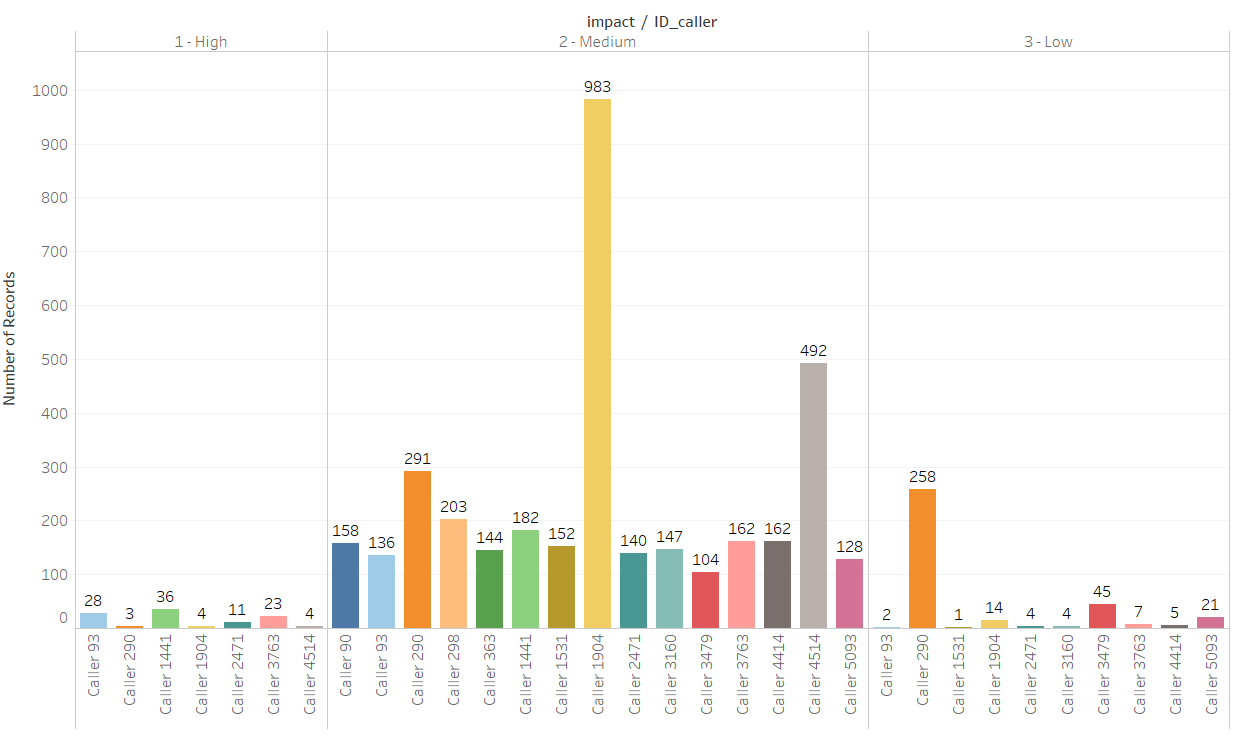 impact / ID_caller
1 - High
2 - Medium
3 - Low
Number of Records
1000
900
800
700
600
500
400
300
200
100
0
28 3 36 4 11 23 4
158 136 291 203 144 182 152 983 140 147 104 162 162 492 128
2 258 1 14 4 4 45 7 5 21
Caller 93
Caller 290
Caller 1441
Caller 1904
Caller 2471
Caller 3763
Caller 4514
Caller 90
Caller 93
Caller 290
Caller 298
Caller 363
Caller 1441
Caller 1531
Caller 1904
Caller 2471
Caller 3160
Caller 3479
Caller 3763
Caller 4414
Caller 4514
Caller 5093
Caller 93
Caller 290
Caller 1531
Caller 1904
Caller 2471
Caller 3160
Caller 3479
Caller 3763
Caller 4414
Caller 5093